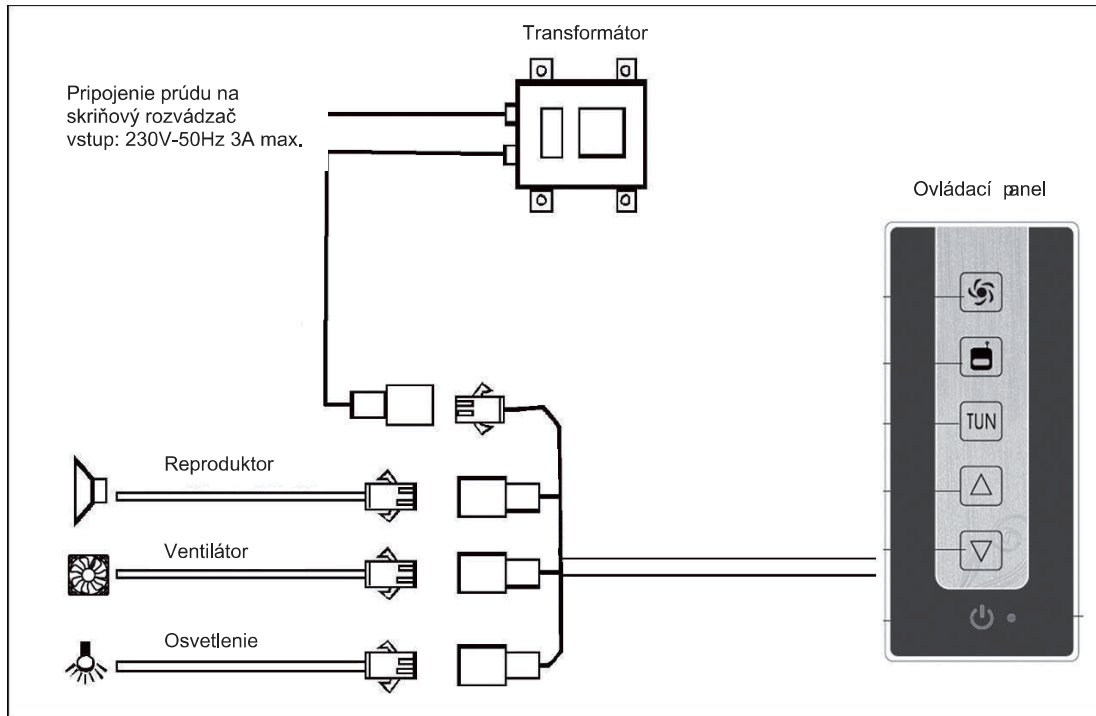 Transformátor
Pripojenie prúdu na
skriňový rozvádzač
vstup: 230V-50Hz 3A max.
Ovládací panel
TUN
Reproduktor
Ventilátor
Osvetlenie